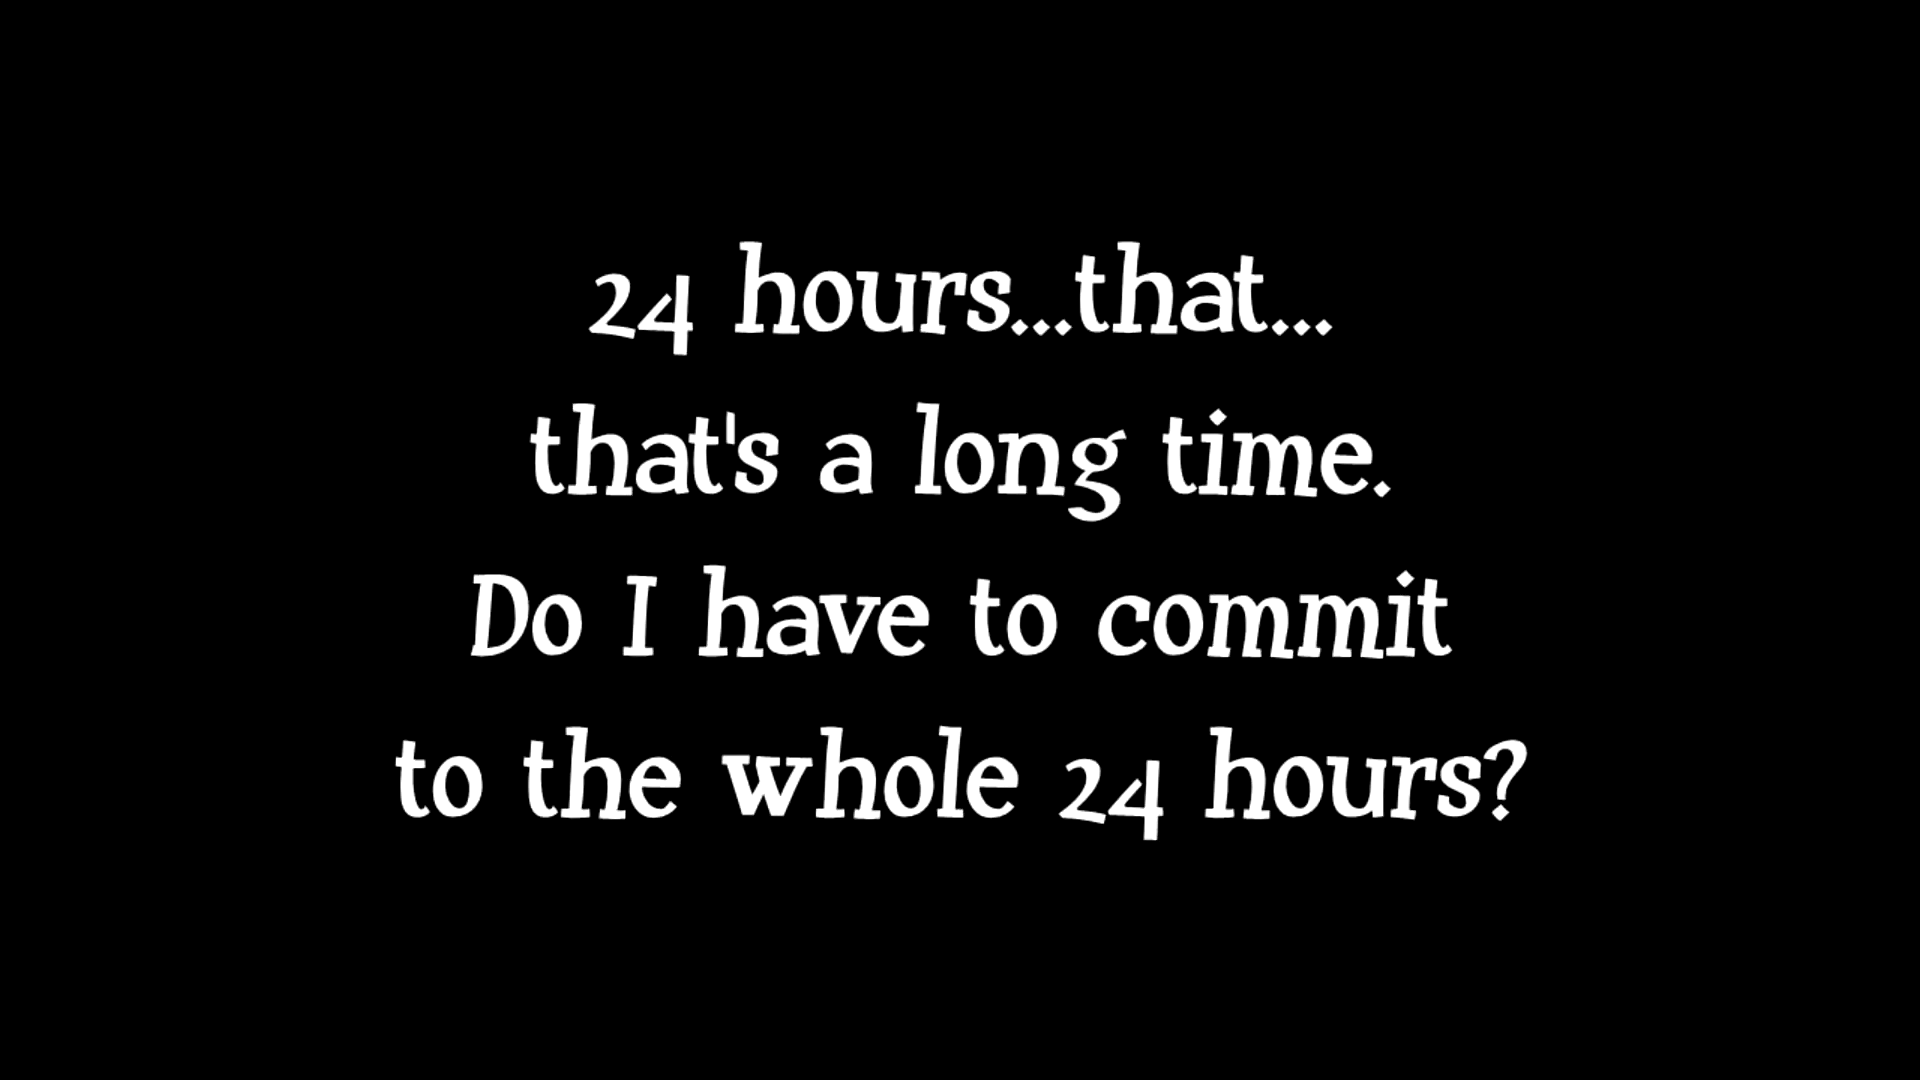 24 hours...that...
that's a long time.
Do I have to commit
to the whole 24 hours?